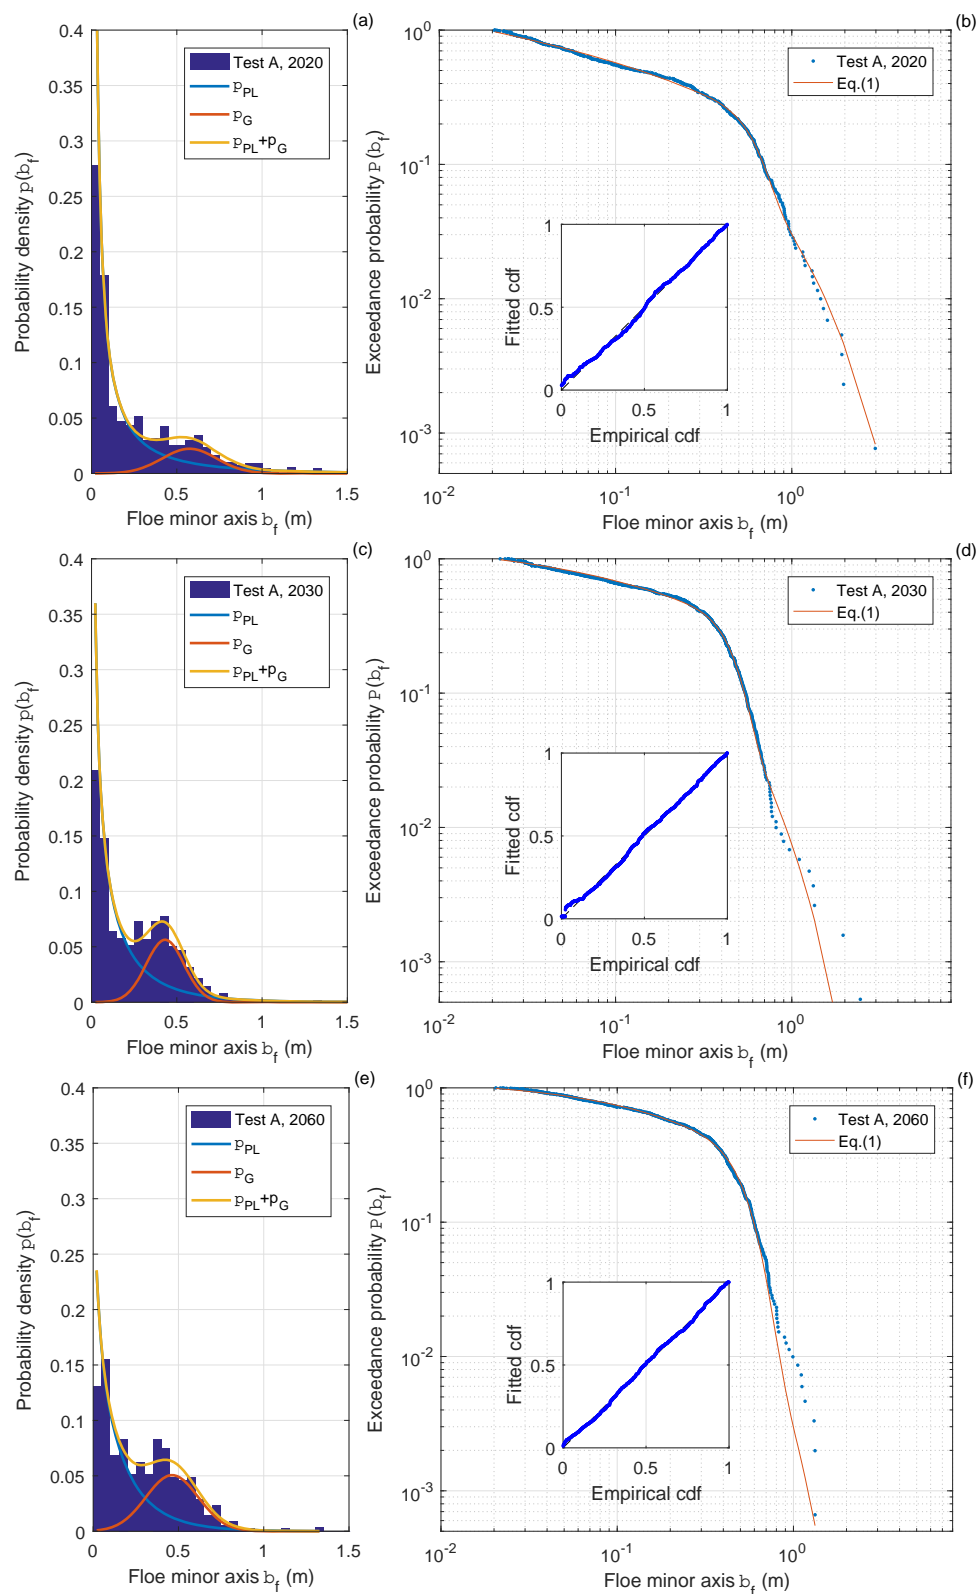 (a)
0.4
0.35
0.3
0.25
0.2
0.15
0.1
0.05
0
0 0.5 1 1.5
Probability density p(b_f)
Floe minor axis b_f (m)
Test A, 2020
p_PL
p_G
p_PL+p_G
(b)
10^0
10^-1
10^-2
10^-3
10^-2 10^-1 10^0
Exceedance probability P(b_f)
Floe minor axis b_f (m)
Test A, 2020
Eq.(1)
1
0.5
0
0 0.5 1
Fitted cdf
Empirical cdf
(c)
0.4
0.35
0.3
0.25
0.2
0.15
0.1
0.05
0
0 0.5 1 1.5
Probability density p(b_f)
Floe minor axis b_f (m)
Test A, 2030
p_PL
p_G
p_PL+p_G
(d)
10^0
10^-1
10^-2
10^-3
10^-2 10^-1 10^0
Exceedance probability P(b_f)
Floe minor axis b_f (m)
Test A, 2030
Eq.(1)
1
0.5
0
0 0.5 1
Fitted cdf
Empirical cdf
(e)
0.4
0.35
0.3
0.25
0.2
0.15
0.1
0.05
0
0 0.5 1 1.5
Probability density p(b_f)
Floe minor axis b_f (m)
Test A, 2060
p_PL
p_G
p_PL+p_G
(f)
10^0
10^-1
10^-2
10^-3
10^-2 10^-1 10^0
Exceedance probability P(b_f)
Floe minor axis b_f (m)
Test A, 2060
Eq.(1)
1
0.5
0
0 0.5 1
Fitted cdf
Empirical cdf